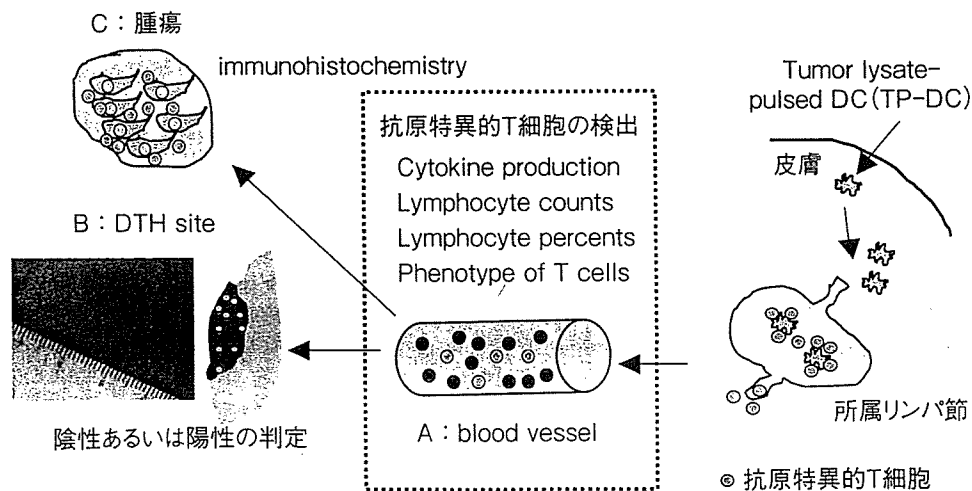 C：腫瘍
immunohistochemistry
B：DTH site
陰性あるいは陽性の判定
抗原特異的T細胞の検出
Cytokine production
Lymphocyte counts
Lymphocyte percents
Phenotype of T cells
A：blood vessel
Tumor lysate-
pulsed DC（TP-DC）
皮膚
所属リンパ節
抗原特異的T細胞